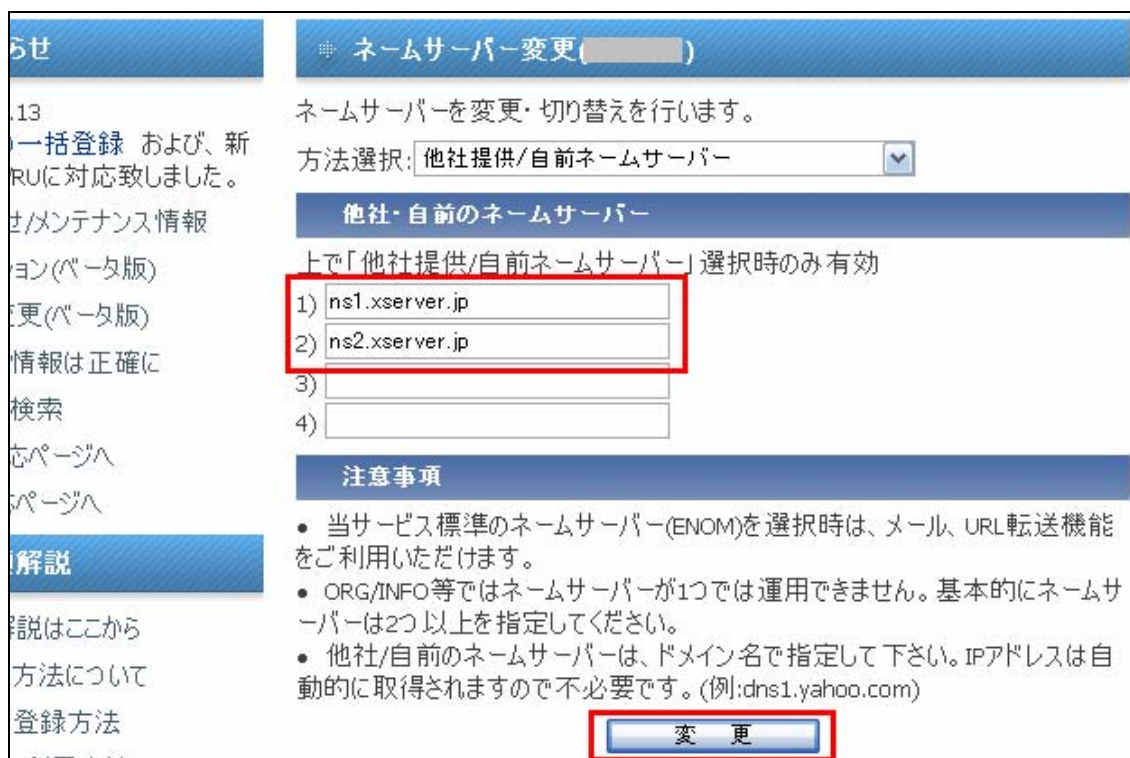 らせ
.13
一括登録 および、新
RUに対応致しました。
せ/メンテナンス情報
ション(ベータ版)
変更(ベータ版)
情報は正確に
検索
応ページへ
ページへ
解説
解説はここから
方法について
登録方法
ネームサーバー変更( )
ネームサーバーを変更・切り替えを行います。
方法選択: 他社提供/自前ネームサーバー
他社・自前のネームサーバー
上で「他社提供/自前ネームサーバー」選択時のみ有効
1) ns1.xserver.jp
2) ns2.xserver.jp
3)
4)
注意事項
● 当サービス標準のネームサーバー(ENOM)を選択時は、メール、URL転送機能
をご利用いただけます。
● ORG/INFO等ではネームサーバーが1つでは運用できません。基本的にネームサ
ーバーは2つ以上を指定してください。
● 他社/自前のネームサーバーは、ドメイン名で指定して下さい。IPアドレスは自
動的に取得されますので不必要です。(例:dns1.yahoo.com)
変 更